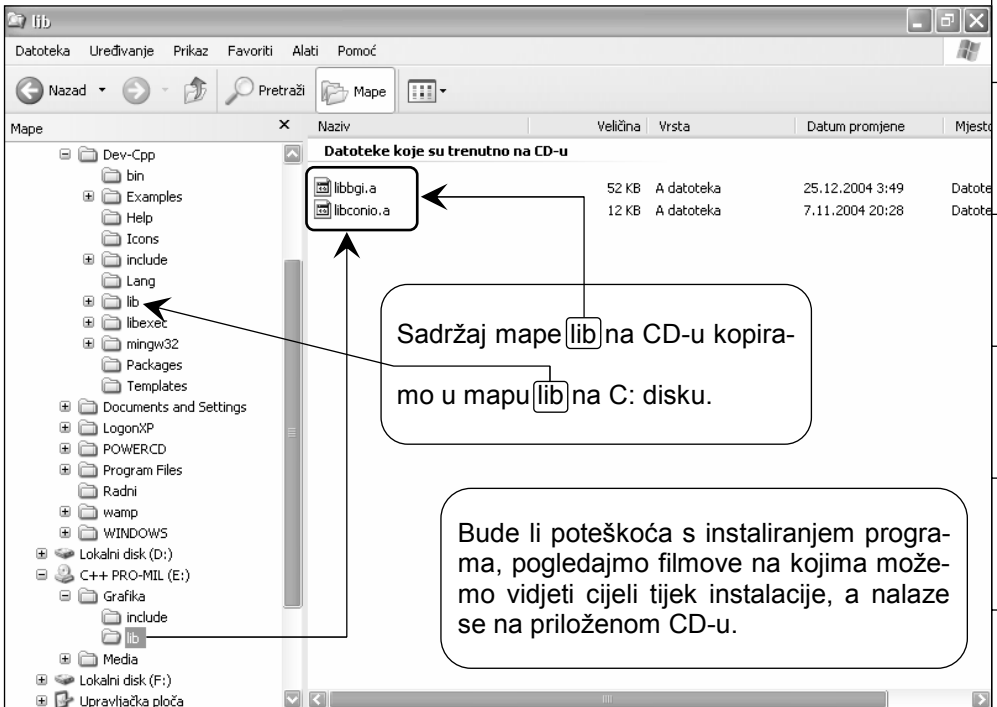 lib
Datoteka Uređivanje Prikaz Favoriti Alati Pomoć
Nazad Pretraži Mape
Mape
Dev-Cpp
bin
Examples
Help
Icons
include
Lang
lib
libexec
mingw32
Packages
Templates
Documents and Settings
LogonXP
POWERCD
Program Files
Radni
wamp
WINDOWS
Lokalni disk (D:)
C++ PRO-MIL (E:)
Grafika
include
lib
Media
Lokalni disk (F:)
Upravljačka ploča
Naziv Veličina Vrsta Datum promjene Mjesto
Datoteke koje su trenutno na CD-u
libbgi.a 52 KB A datoteka 25.12.2004 3:49 Datote
libconio.a 12 KB A datoteka 7.11.2004 20:28 Datote
Sadržaj mape lib na CD-u kopira-
mo u mapu lib na C: disku.
Bude li poteškoća s instaliranjem progra-
ma, pogledajmo filmove na kojima može-
mo vidjeti cijeli tijek instalacije, a nalaze
se na priloženom CD-u.